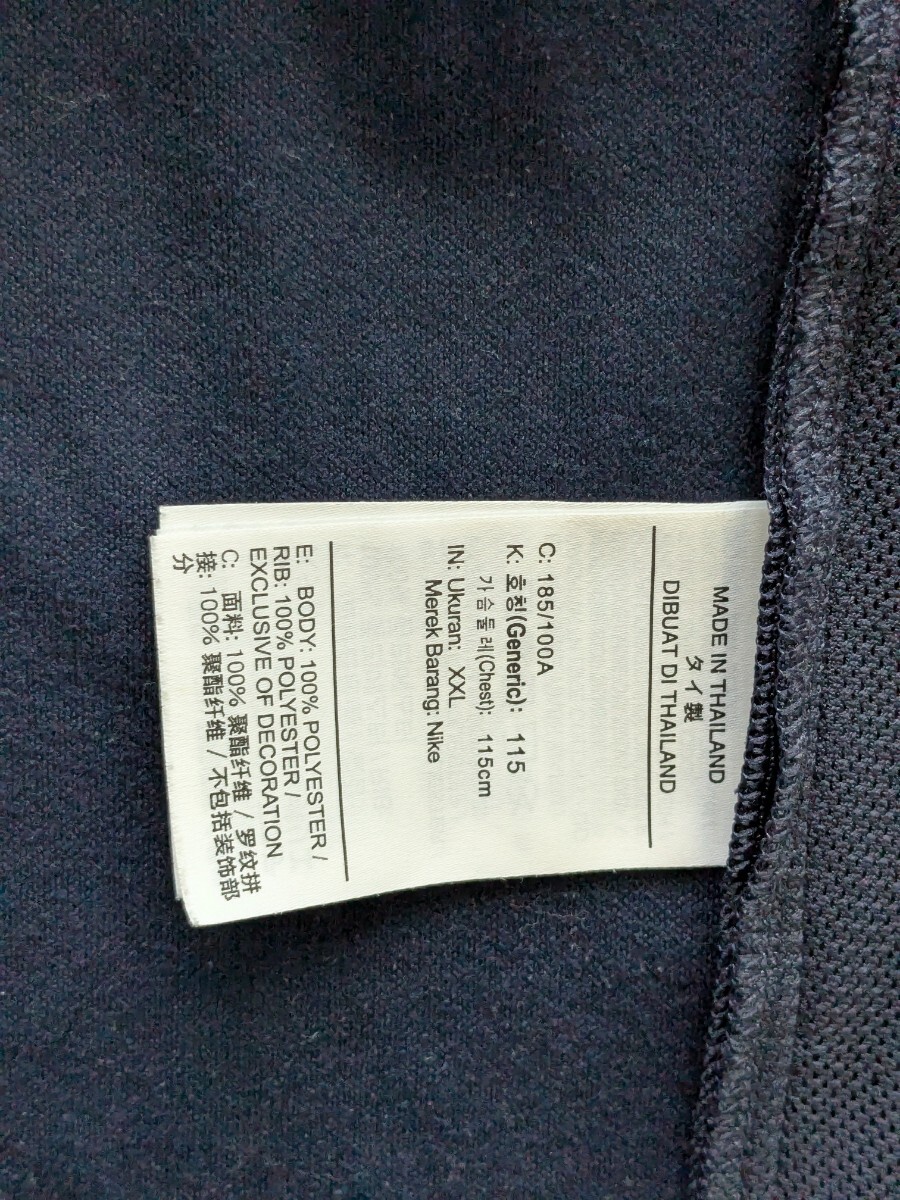 MADE IN THAILAND
タイ製
DIBUAT DI THAILAND
C: 185/100A
K: 호칭(Generic): 115
가슴둘레(Chest): 115cm
IN: Ukuran: XXL
Merek Barang: Nike
E: BODY: 100% POLYESTER /
RIB: 100% POLYESTER /
EXCLUSIVE OF DECORATION
C: 面料: 100% 聚酯纤维 / 罗纹拼
接: 100% 聚酯纤维 / 不包括装饰部
分